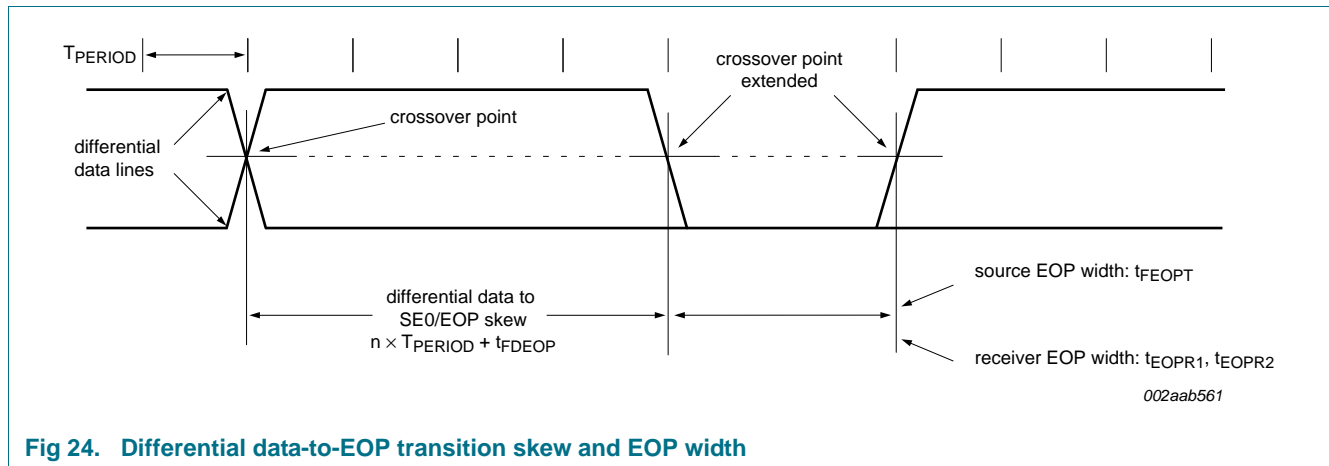 TPERIOD
crossover point
extended
crossover point
differential
data lines
differential data to
SE0/EOP skew
n × TPERIOD + tFDEOP
source EOP width: tFEOPT
receiver EOP width: tEOPR1, tEOPR2
002aab561
Fig 24. Differential data-to-EOP transition skew and EOP width